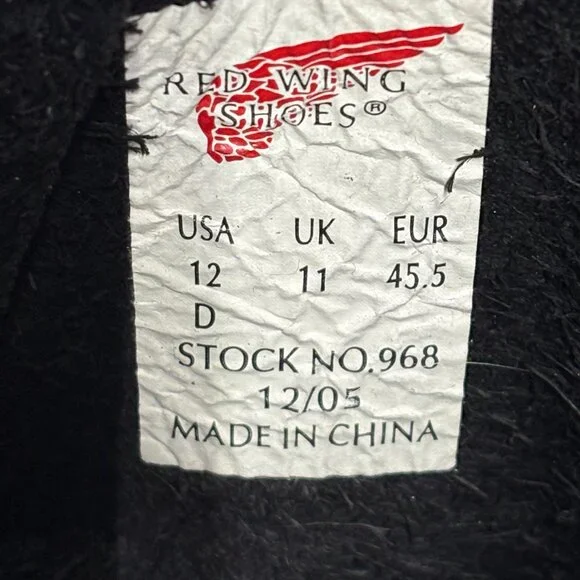 RED WING
SHOES®
USA UK EUR
12 11 45.5
D
STOCK NO.968
12/05
MADE IN CHINA